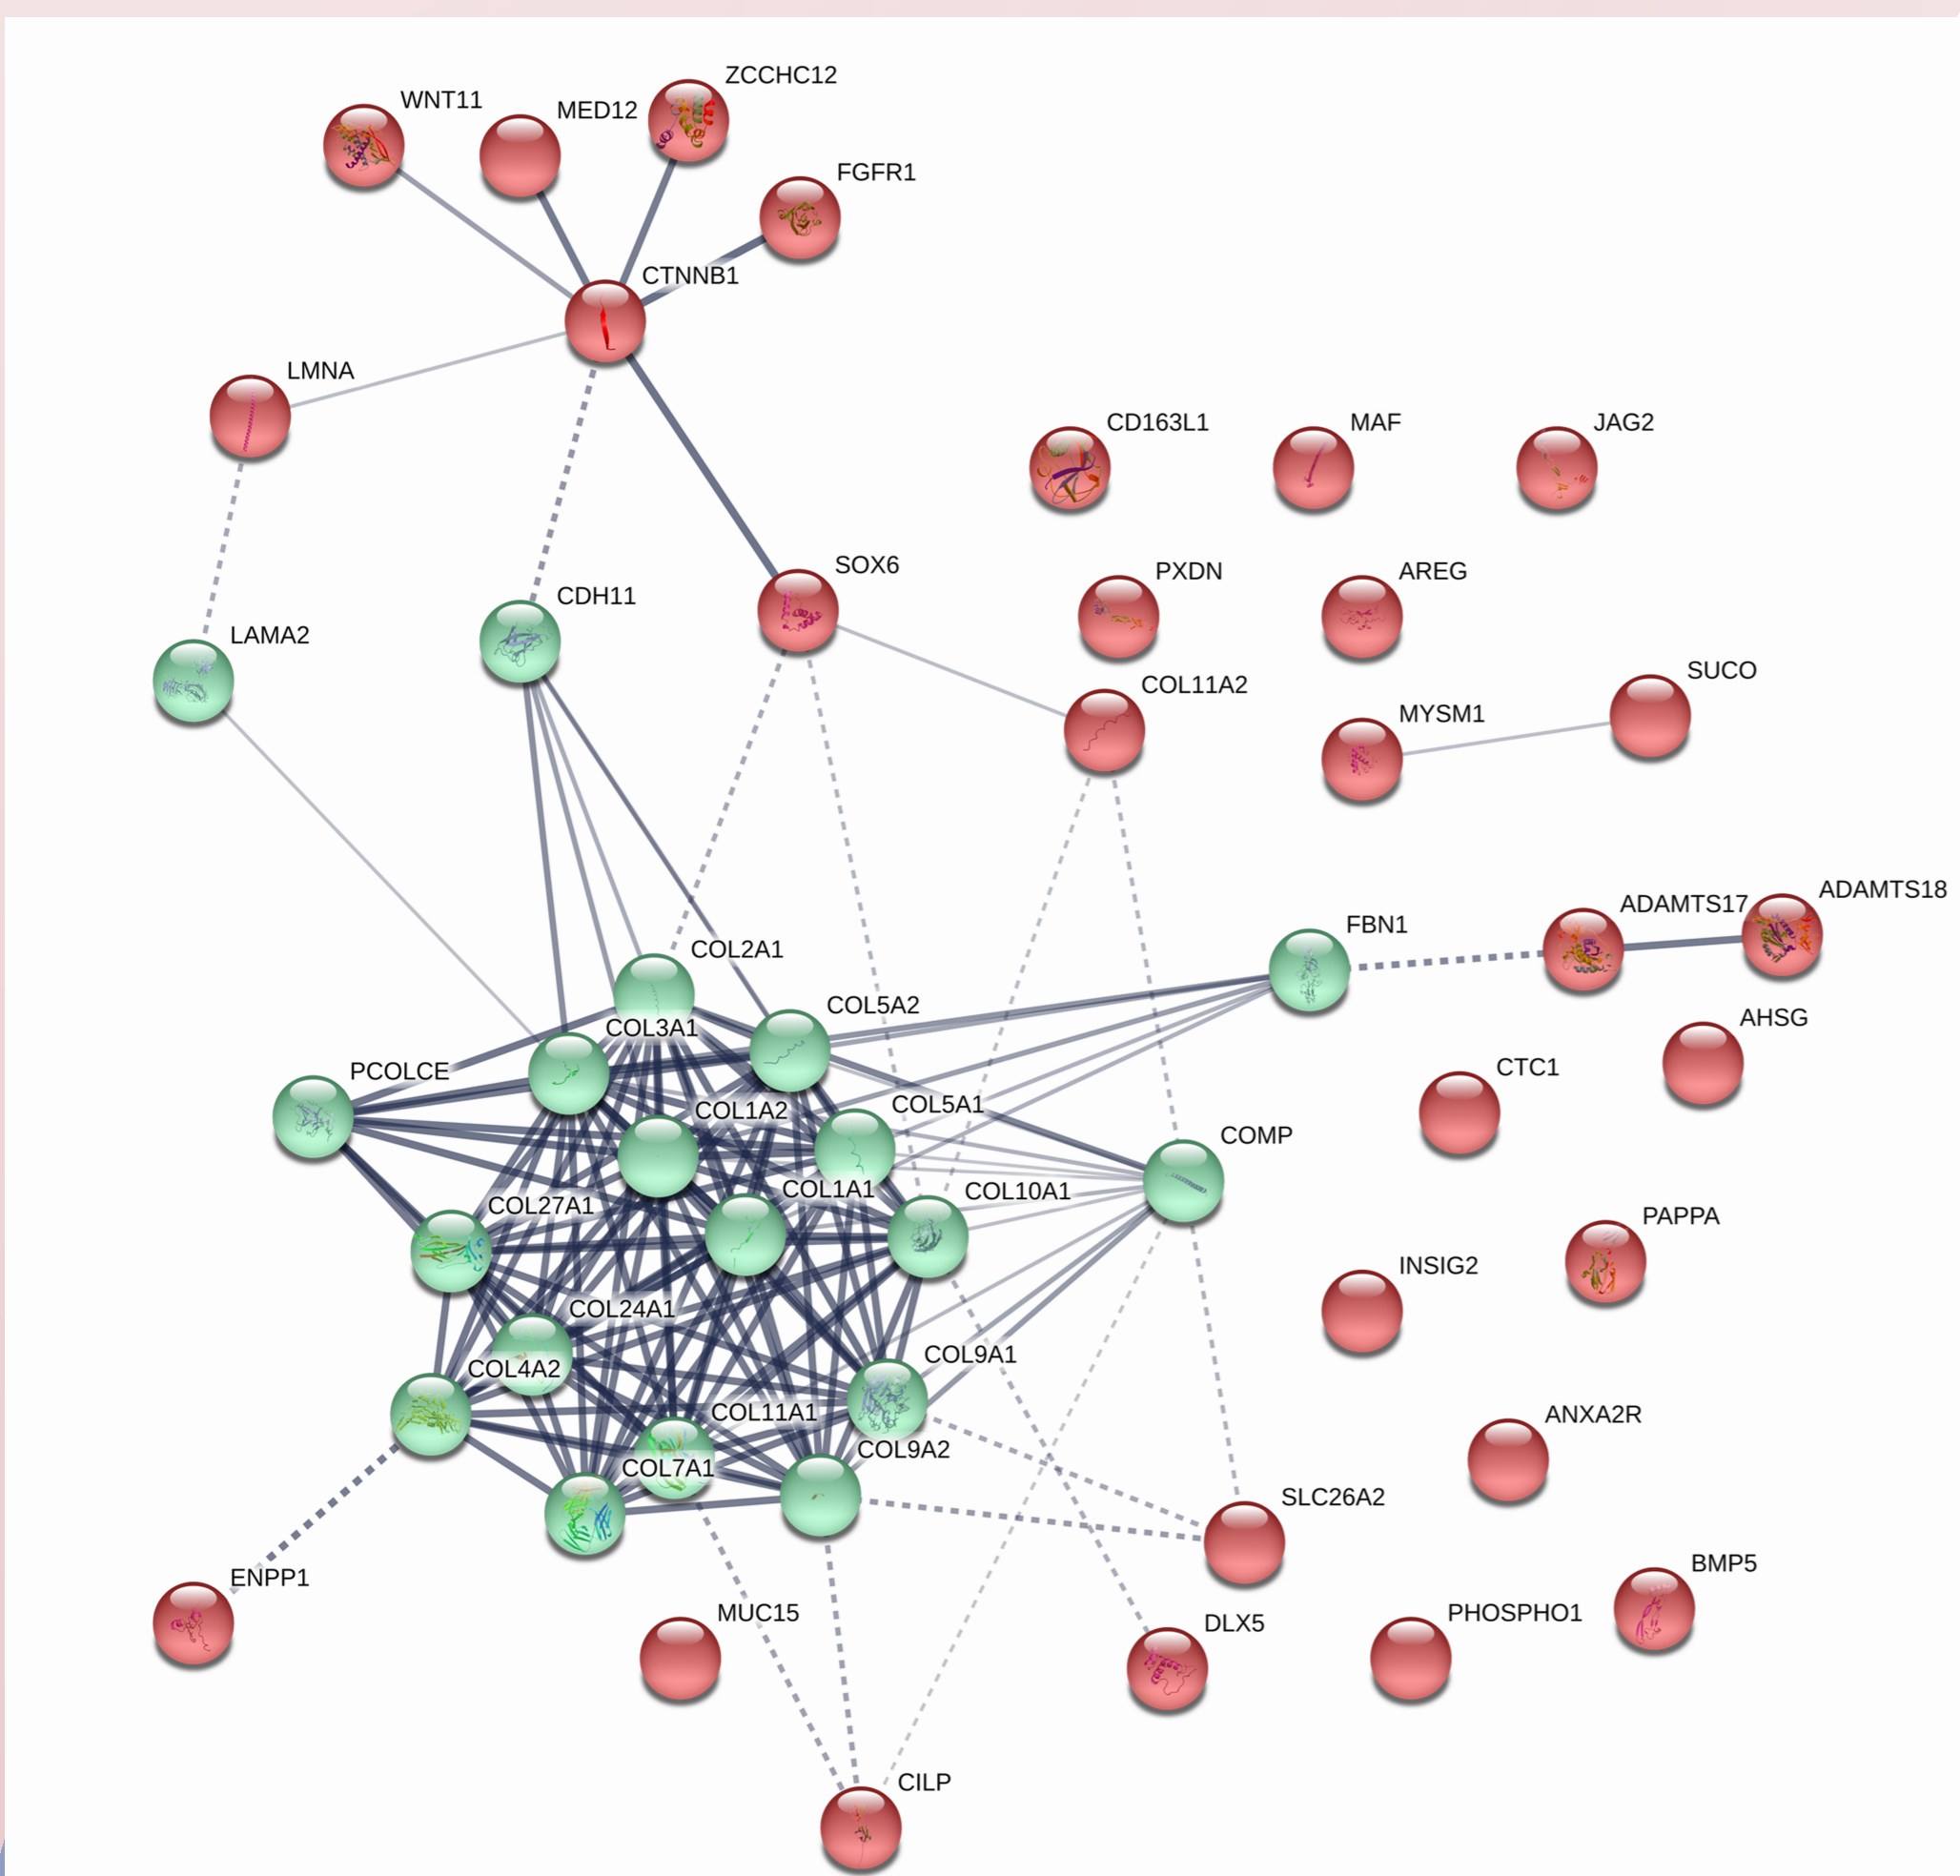 ZCCHC12
WNT11
MED12
FGFR1
CTNNB1
LMNA
CD163L1
MAF
JAG2
SOX6
PXDN
AREG
CDH11
LAMA2
SUCO
COL11A2
MYSM1
ADAMTS18
ADAMTS17
FBN1
COL2A1
COL5A2
AHSG
COL3A1
CTC1
PCOLCE
COL5A1
COL1A2
COMP
COL1A1
COL10A1
COL27A1
PAPPA
INSIG2
COL24A1
COL9A1
COL4A2
COL11A1
ANXA2R
COL9A2
COL7A1
SLC26A2
BMP5
ENPP1
MUC15
PHOSPHO1
DLX5
CILP